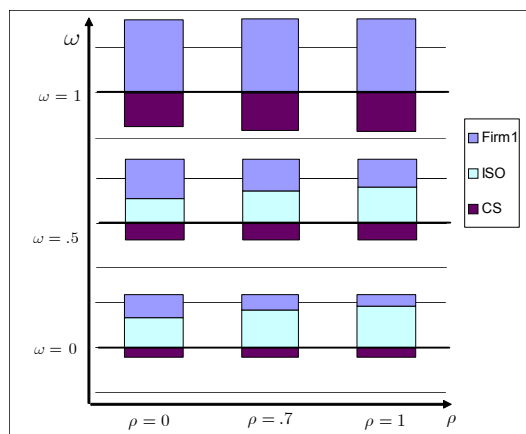 ω
ω = 1
Firm1
ISO
CS
ω = .5
ω = 0
ρ = 0
ρ = .7
ρ = 1
ρ